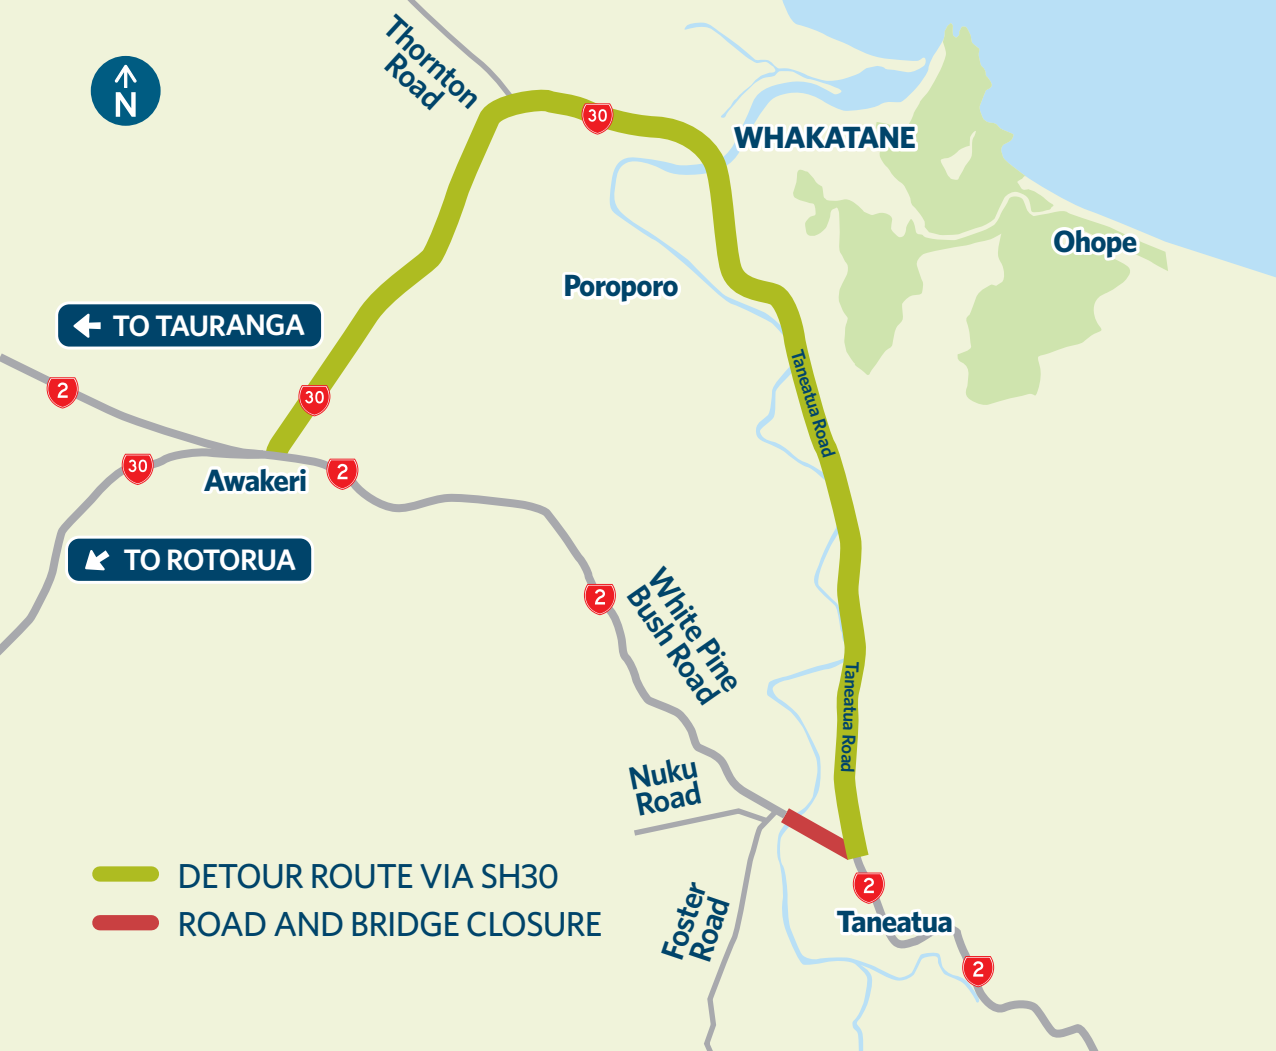 Thornton
Road
N
30
WHAKATANE
Ohope
Poroporo
TO TAURANGA
Taneatua Road
2
30
30
Awakeri
2
TO ROTORUA
2
White Pine
Bush Road
Taneatua Road
Nuku
Road
DETOUR ROUTE VIA SH30
ROAD AND BRIDGE CLOSURE
Foster
Road
2
Taneatua
2